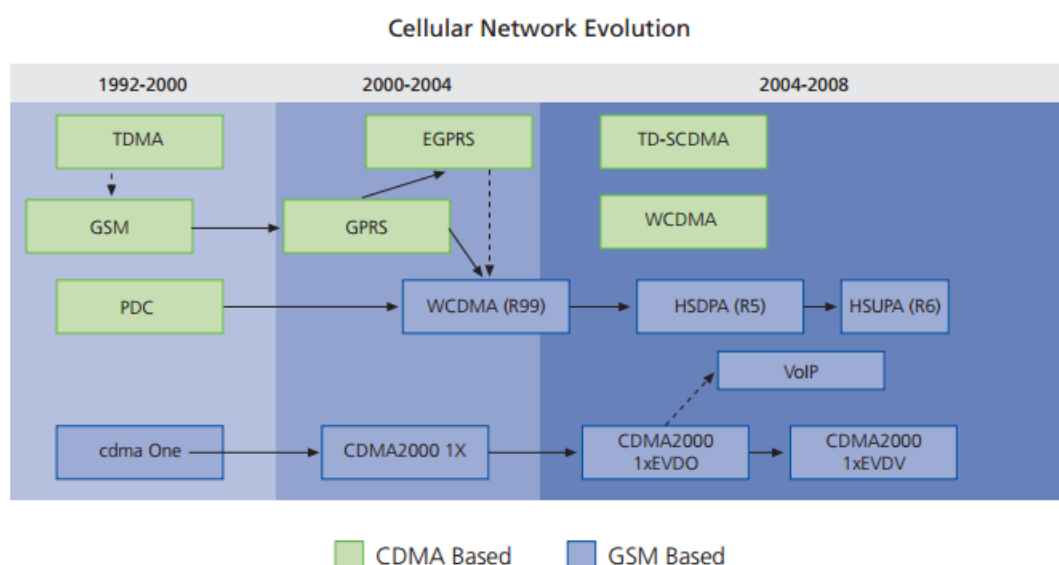 Cellular Network Evolution
1992-2000
2000-2004
2004-2008
TDMA
EGPRS
TD-SCDMA
GSM
GPRS
WCDMA
PDC
WCDMA (R99)
HSDPA (R5)
HSUPA (R6)
VoIP
cdma One
CDMA2000 1X
CDMA2000
1xEVDO
CDMA2000
1xEVDV
CDMA Based
GSM Based